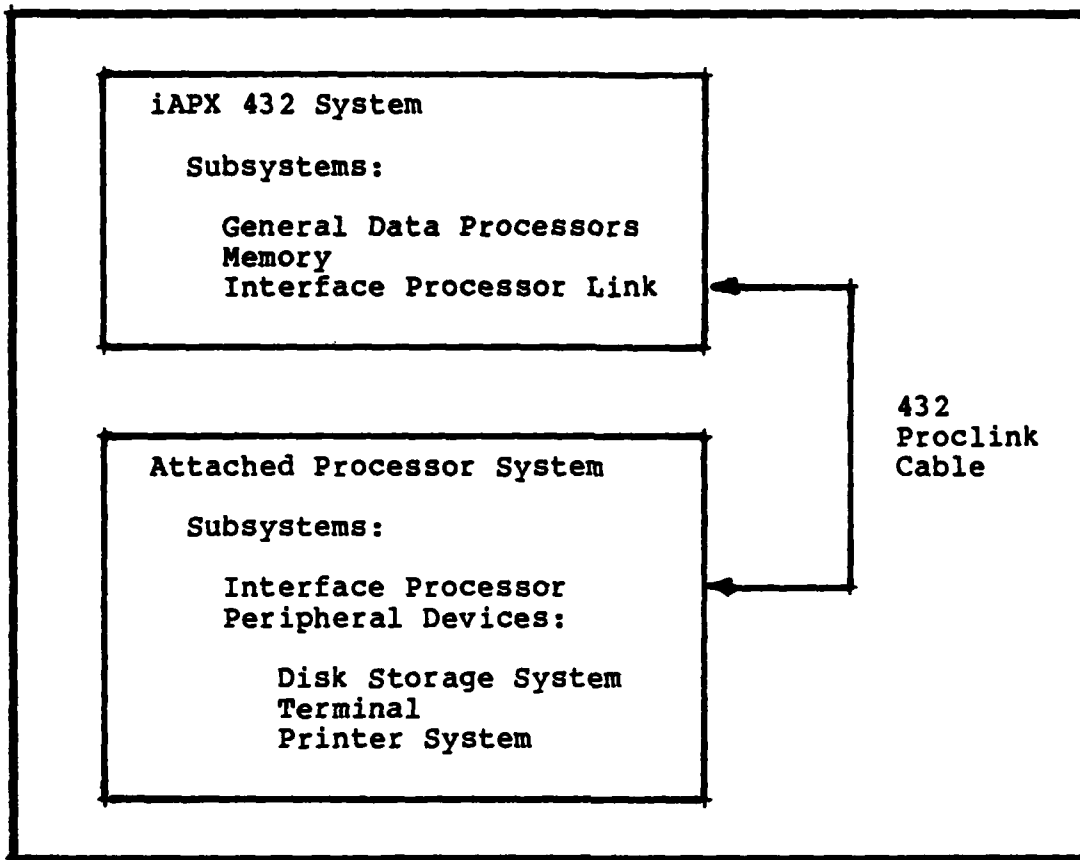 iAPX 432 System
Subsystems:
General Data Processors
Memory
Interface Processor Link
432
Proclink
Cable
Attached Processor System
Subsystems:
Interface Processor
Peripheral Devices:
Disk Storage System
Terminal
Printer System